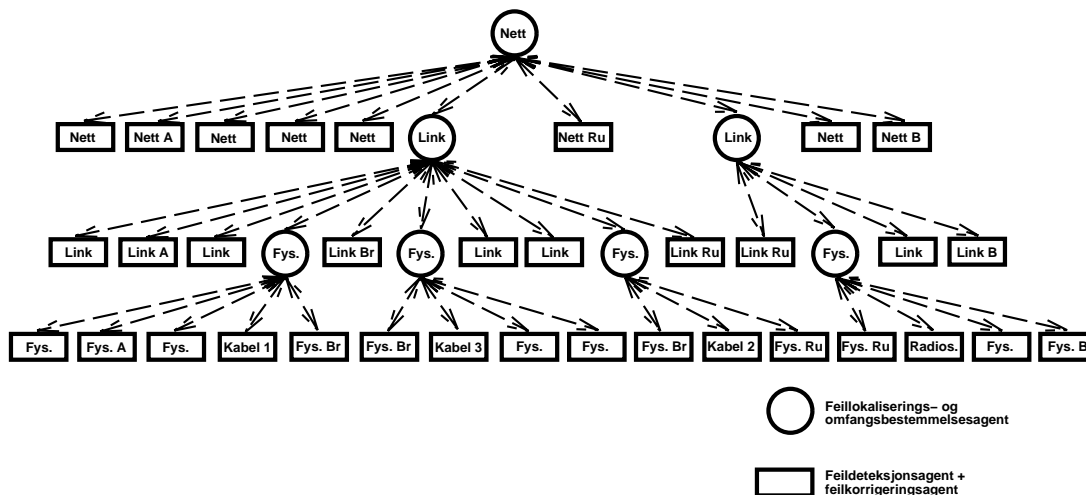 Nett
Nett Nett A Nett Nett Nett Link Nett Ru Link Nett Nett B
Link Link A Link Fys. Link Br Fys. Link Link Fys. Link Ru Link Ru Fys. Link Link B
Fys. Fys. A Fys. Kabel 1 Fys. Br Fys. Br Kabel 3 Fys. Fys. Fys. Br Kabel 2 Fys. Ru Fys. Ru Radios. Fys. Fys. B
Feillokaliserings– og
omfangsbestemmelsesagent
Feildeteksjonsagent +
feilkorrigeringsagent